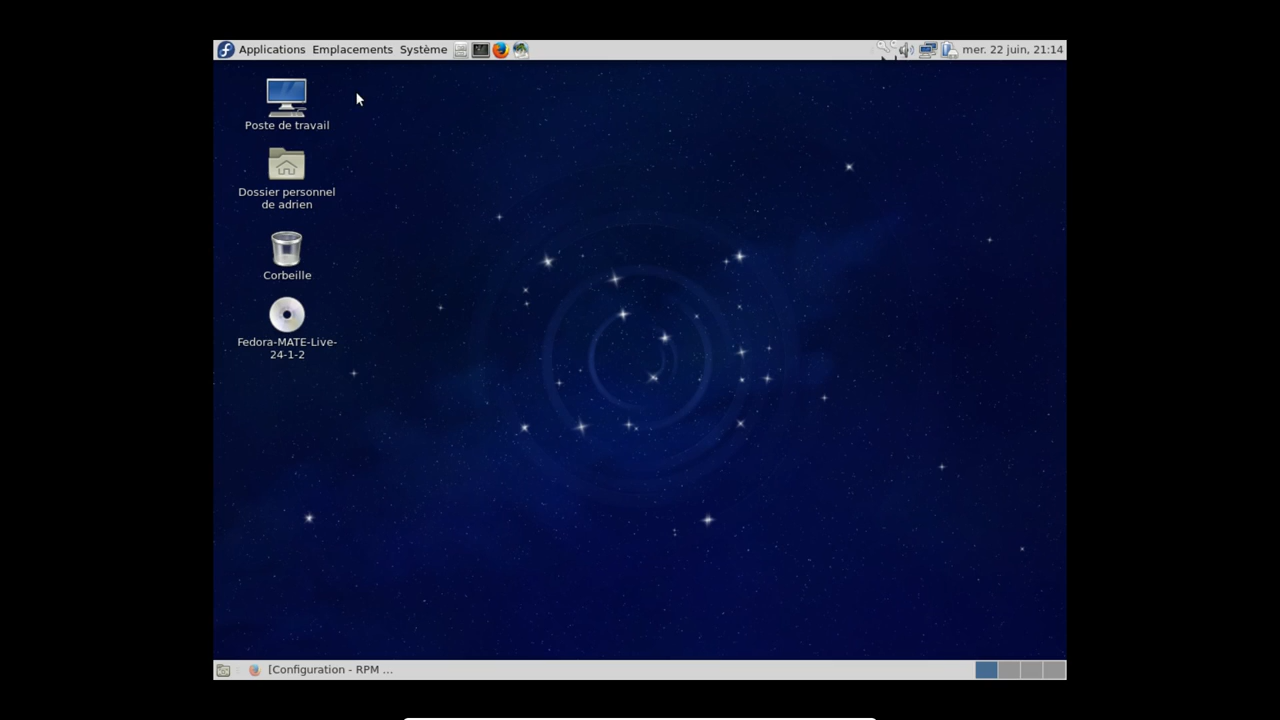 Applications Emplacements Système mer. 22 juin, 21:14
Poste de travail
Dossier personnel
de adrien
Corbeille
Fedora-MATE-Live-
24-1-2
[Configuration - RPM ...